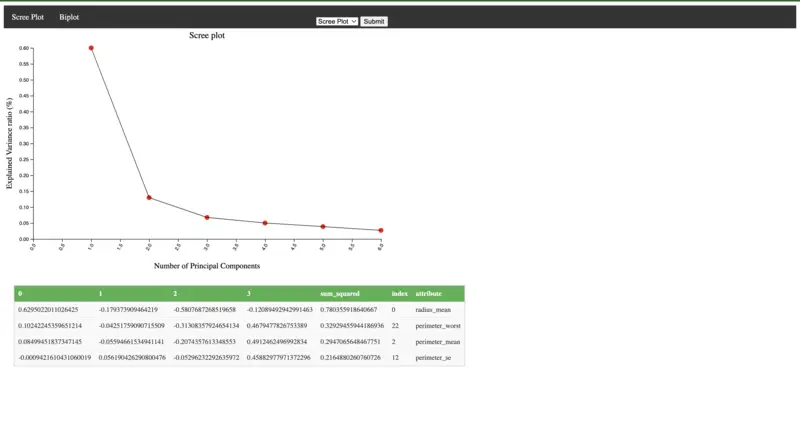 Scree Plot Biplot
Scree Plot Submit
Scree plot
Explained Variance ratio (%)
0.60
0.55
0.50
0.45
0.40
0.35
0.30
0.25
0.20
0.15
0.10
0.05
0.00
0.0 0.5 1.0 1.5 2.0 2.5 3.0 3.5 4.0 4.5 5.0 5.5 6.0
Number of Principal Components
0 1 2 3 sum_squared index attribute
0.6295022011026425 -0.179373909464219 -0.5807687268519658 -0.12089492942991463 0.780355918640667 0 radius_mean
0.10242245359651214 -0.04251759090715509 -0.31308357924654134 0.4679477826753389 0.32929455944186936 22 perimeter_worst
0.08499451837347145 -0.05594661534941141 -0.2074357613348553 0.4912462496992834 0.2947065648467751 2 perimeter_mean
-0.0009421610431060019 0.056190426290800476 -0.05296232292635972 0.45882977971372296 0.2164880260760726 12 perimeter_se